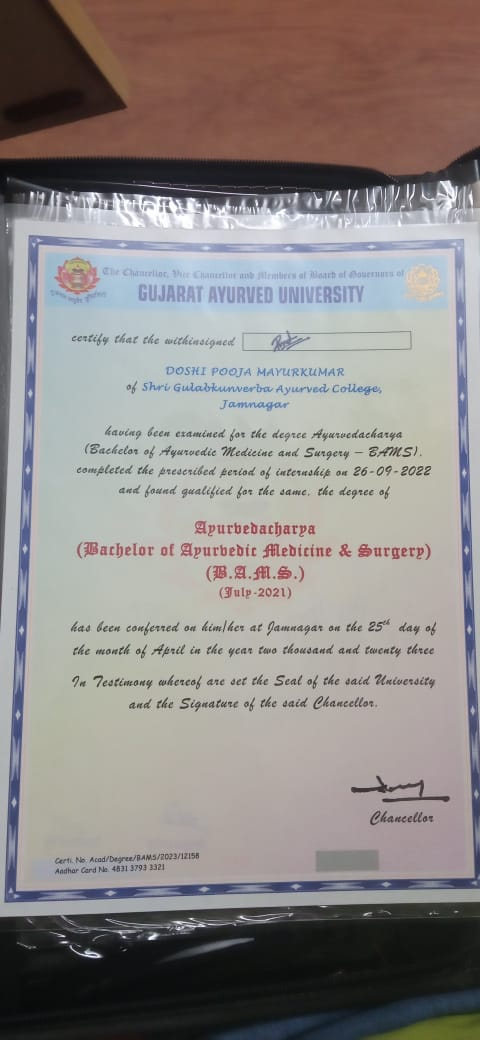 The Chancellor, Vice Chancellor and Members of Board of Governors of
GUJARAT AYURVED UNIVERSITY
certify that the withinsigned
DOSHI POOJA MAYURKUMAR
of Shri Gulabkunverba Ayurved College,
Jamnagar
having been examined for the degree Ayurvedacharya
(Bachelor of Ayurvedic Medicine and Surgery – BAMS),
completed the prescribed period of internship on 26-09-2022
and found qualified for the same, the degree of
Ayurvedacharya
(Bachelor of Ayurvedic Medicine & Surgery)
(B.A.M.S.)
(July-2021)
has been conferred on him/her at Jamnagar on the 25th day of
the month of April in the year two thousand and twenty three
In Testimony whereof are set the Seal of the said University
and the Signature of the said Chancellor.
Chancellor
Certi. No. Acad/Degree/BAMS/2023/12158
Aadhar Card No. 4831 3793 3321